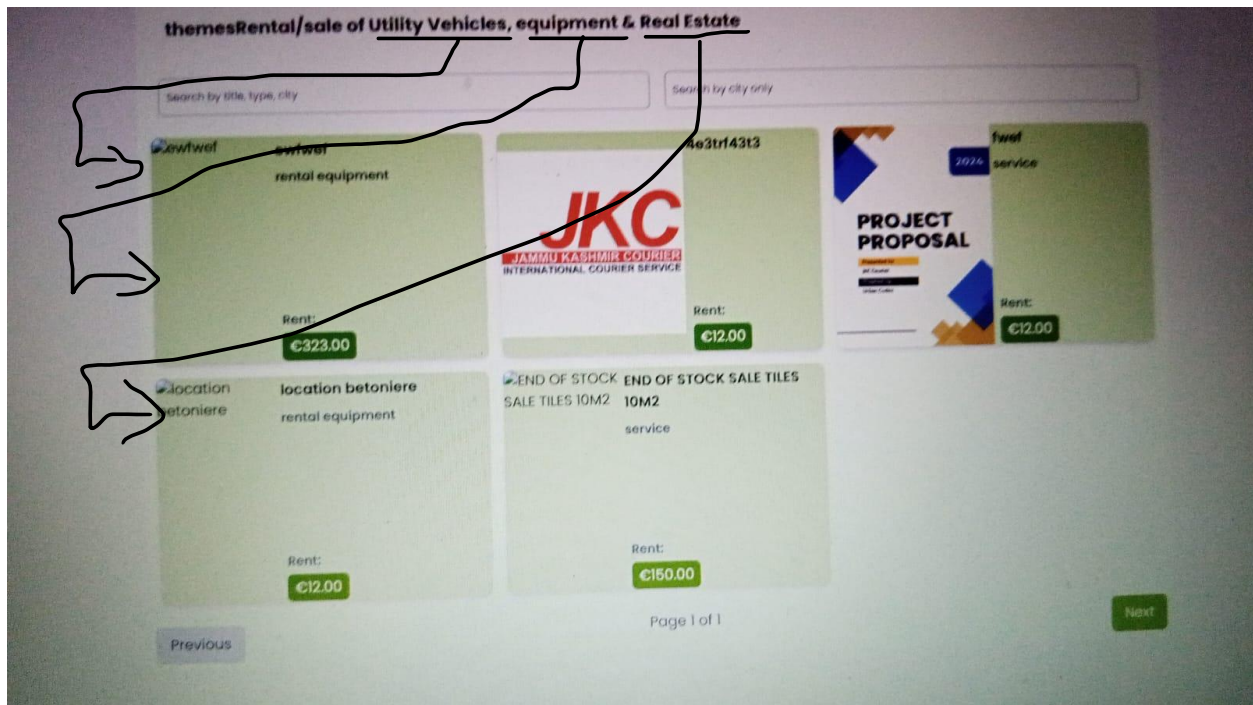 themesRental/sale of Utility Vehicles, equipment & Real Estate
Search by title, type, city
Search by city only
ewfwef
ewfwef
rental equipment
Rent:
€323.00
4e3trf43t3
JKC
JAMMU KASHMIR COURIER
INTERNATIONAL COURIER SERVICE
Rent:
€12.00
fwef
2024
service
PROJECT
PROPOSAL
Rent:
€12.00
location
betoniere
location betoniere
rental equipment
Rent:
€12.00
END OF STOCK
SALE TILES 10M2
END OF STOCK SALE TILES
10M2
service
Rent:
€150.00
Previous
Page 1 of 1
Next